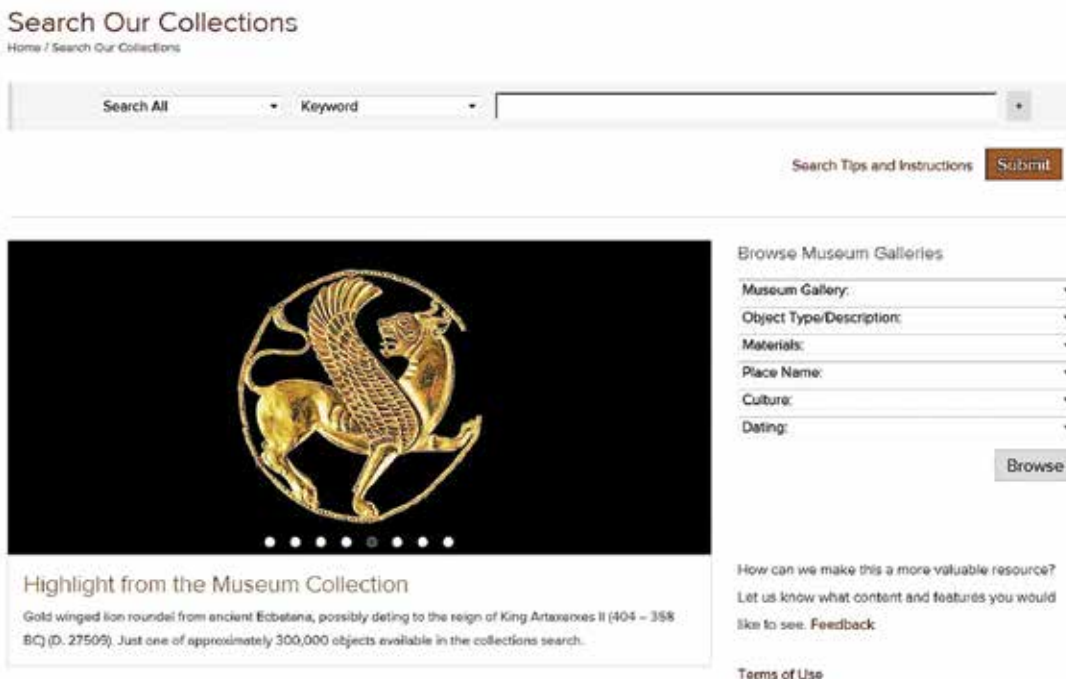 Search Our Collections
Home / Search Our Collections
Search All Keyword +
Search Tips and Instructions Submit
Browse Museum Galleries
Museum Gallery:
Object Type/Description:
Materials:
Place Name:
Culture:
Dating:
Browse
Highlight from the Museum Collection
Gold winged lion roundel from ancient Ecbatana, possibly dating to the reign of King Artaxerxes II (404 – 358
BC) (D. 27509). Just one of approximately 300,000 objects available in the collections search.
How can we make this a more valuable resource?
Let us know what content and features you would
like to see. Feedback
Terms of Use